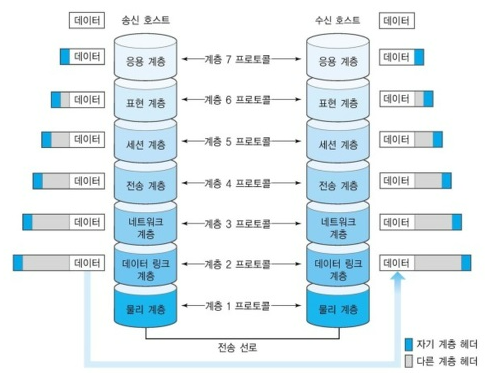 데이터 송신 호스트 수신 호스트 데이터
데이터 응용 계층 계층 7 프로토콜 응용 계층 데이터
데이터 표현 계층 계층 6 프로토콜 표현 계층 데이터
데이터 세션 계층 계층 5 프로토콜 세션 계층 데이터
데이터 전송 계층 계층 4 프로토콜 전송 계층 데이터
데이터 네트워크 계층 3 프로토콜 네트워크 데이터
계층 계층
데이터 데이터 링크 계층 2 프로토콜 데이터 링크 데이터
계층 계층
물리 계층 계층 1 프로토콜 물리 계층
전송 선로
자기 계층 헤더
다른 계층 헤더